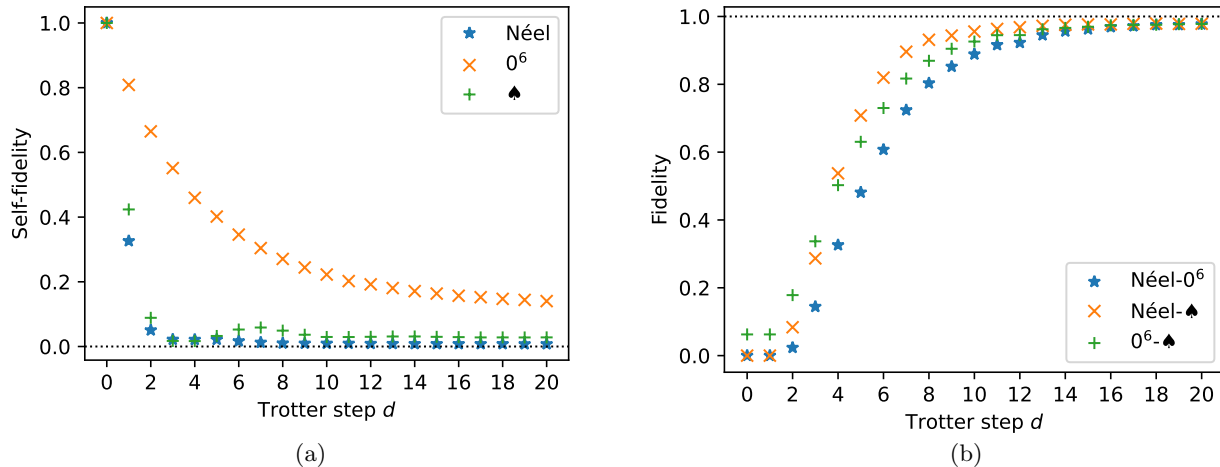 Self-fidelity
1.0
0.8
0.6
0.4
0.2
0.0
0 2 4 6 8 10 12 14 16 18 20
Trotter step d
Néel
0⁶
♠
(a)
Fidelity
1.0
0.8
0.6
0.4
0.2
0.0
0 2 4 6 8 10 12 14 16 18 20
Trotter step d
Néel-0⁶
Néel-♠
0⁶-♠
(b)